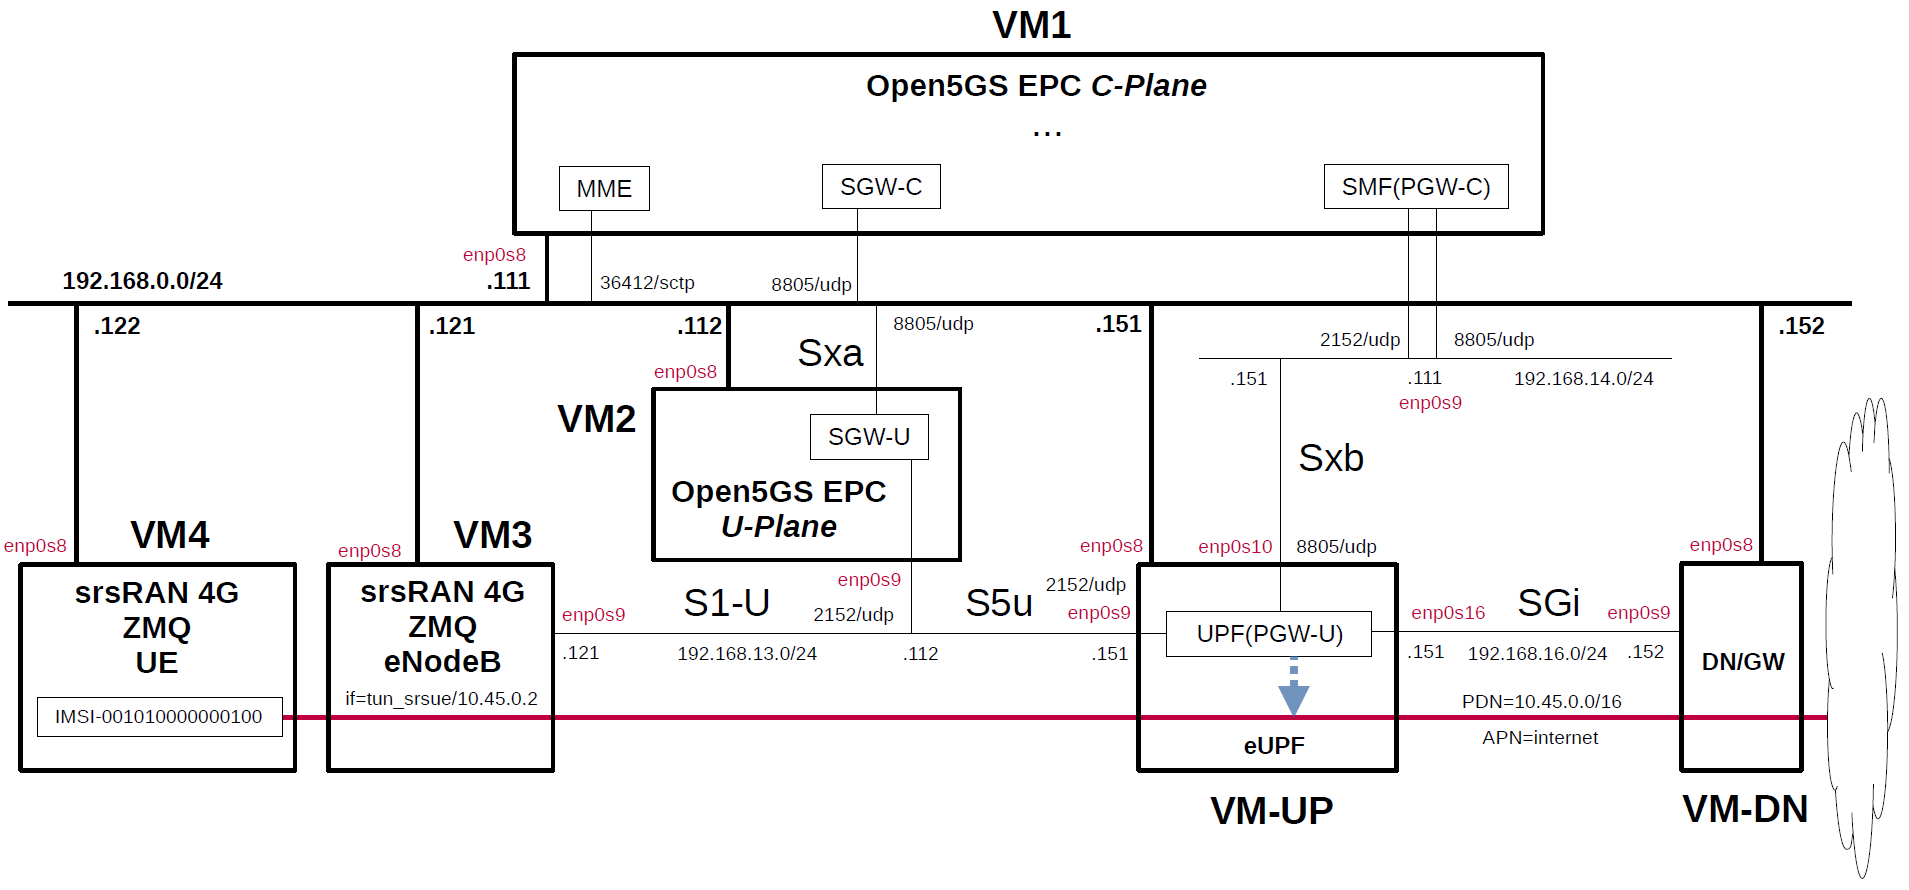 VM1
Open5GS EPC C-Plane
...
MME
SGW-C
SMF(PGW-C)
enp0s8
192.168.0.0/24
.111
36412/sctp
8805/udp
.122
.121
.112
8805/udp
.151
2152/udp
8805/udp
.152
Sxa
enp0s8
.151
.111
192.168.14.0/24
enp0s9
VM2
SGW-U
Sxb
Open5GS EPC
U-Plane
VM4
VM3
enp0s8
enp0s8
enp0s8
enp0s10
8805/udp
enp0s8
srsRAN 4G
ZMQ
UE
srsRAN 4G
ZMQ
eNodeB
enp0s9
S1-U
enp0s9
2152/udp
S5u
2152/udp
enp0s9
UPF(PGW-U)
enp0s16
SGi
enp0s9
.121
192.168.13.0/24
.112
.151
.151
192.168.16.0/24
.152
DN/GW
if=tun_srsue/10.45.0.2
IMSI-001010000000100
PDN=10.45.0.0/16
APN=internet
eUPF
VM-UP
VM-DN